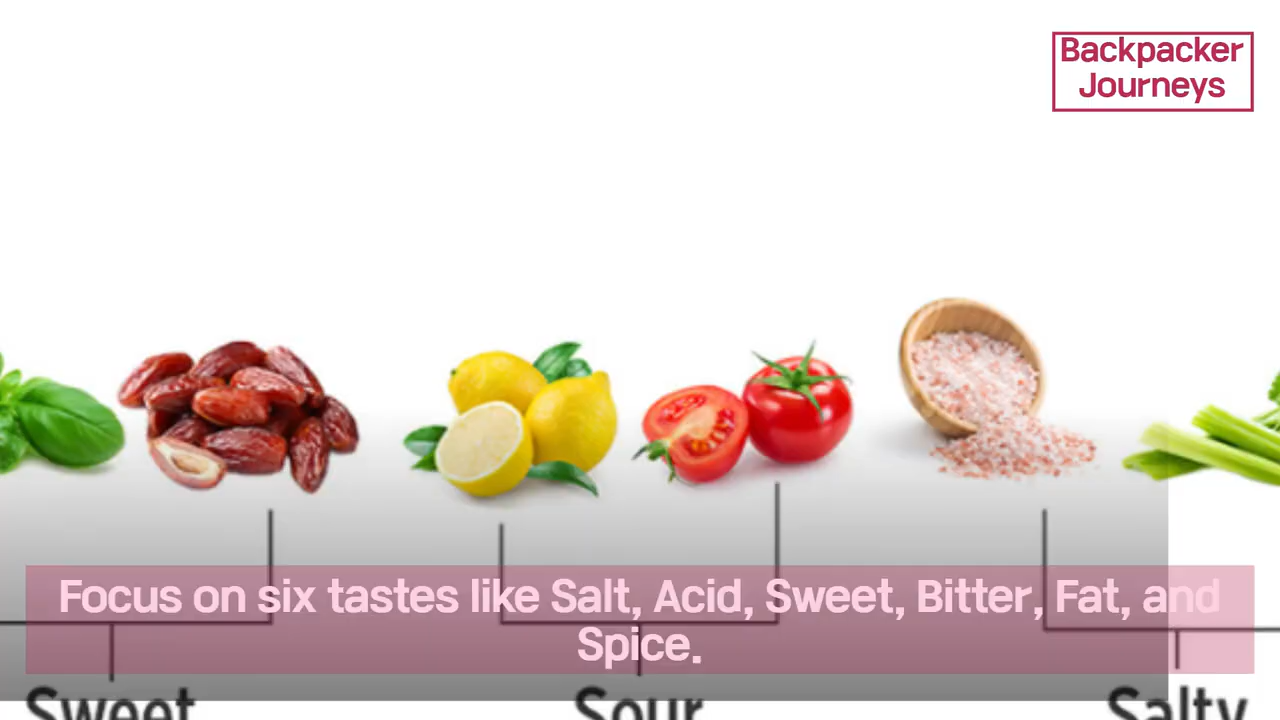 Backpacker
Journeys
Focus on six tastes like Salt, Acid, Sweet, Bitter, Fat, and
Spice.
Sweet
Sour
Salty